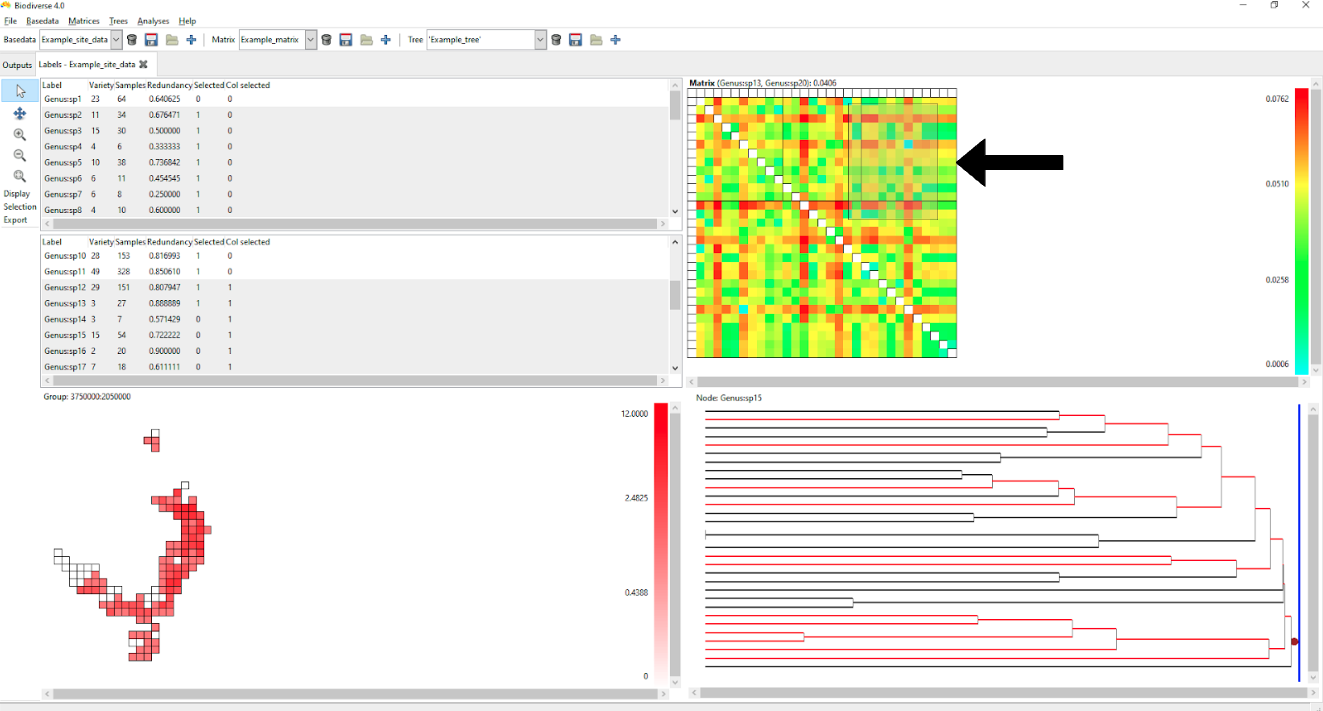 Biodiverse 4.0
File Basedata Matrices Trees Analyses Help
Basedata Example_site_data Matrix Example_matrix Tree 'Example_tree'
Outputs Labels - Example_site_data
Display
Selection
Export
Label Variety Samples Redundancy Selected Col selected
Genus:sp1 23 64 0.640625 0 0
Genus:sp2 11 34 0.676471 1 0
Genus:sp3 15 30 0.500000 1 0
Genus:sp4 4 6 0.333333 1 0
Genus:sp5 10 38 0.736842 1 0
Genus:sp6 6 11 0.454545 1 0
Genus:sp7 6 8 0.250000 1 0
Genus:sp8 4 10 0.600000 1 0
Label Variety Samples Redundancy Selected Col selected
Genus:sp10 28 153 0.816993 1 0
Genus:sp11 49 328 0.850610 1 0
Genus:sp12 29 151 0.807947 1 1
Genus:sp13 3 27 0.888889 1 1
Genus:sp14 3 7 0.571429 0 1
Genus:sp15 15 54 0.722222 0 1
Genus:sp16 2 20 0.900000 0 1
Genus:sp17 7 18 0.611111 0 1
Matrix (Genus:sp13, Genus:sp20): 0.0406
0.0762
0.0510
0.0258
0.0006
Group: 3750000:2050000
12.0000
2.4825
0.4388
0
Node: Genus:sp15